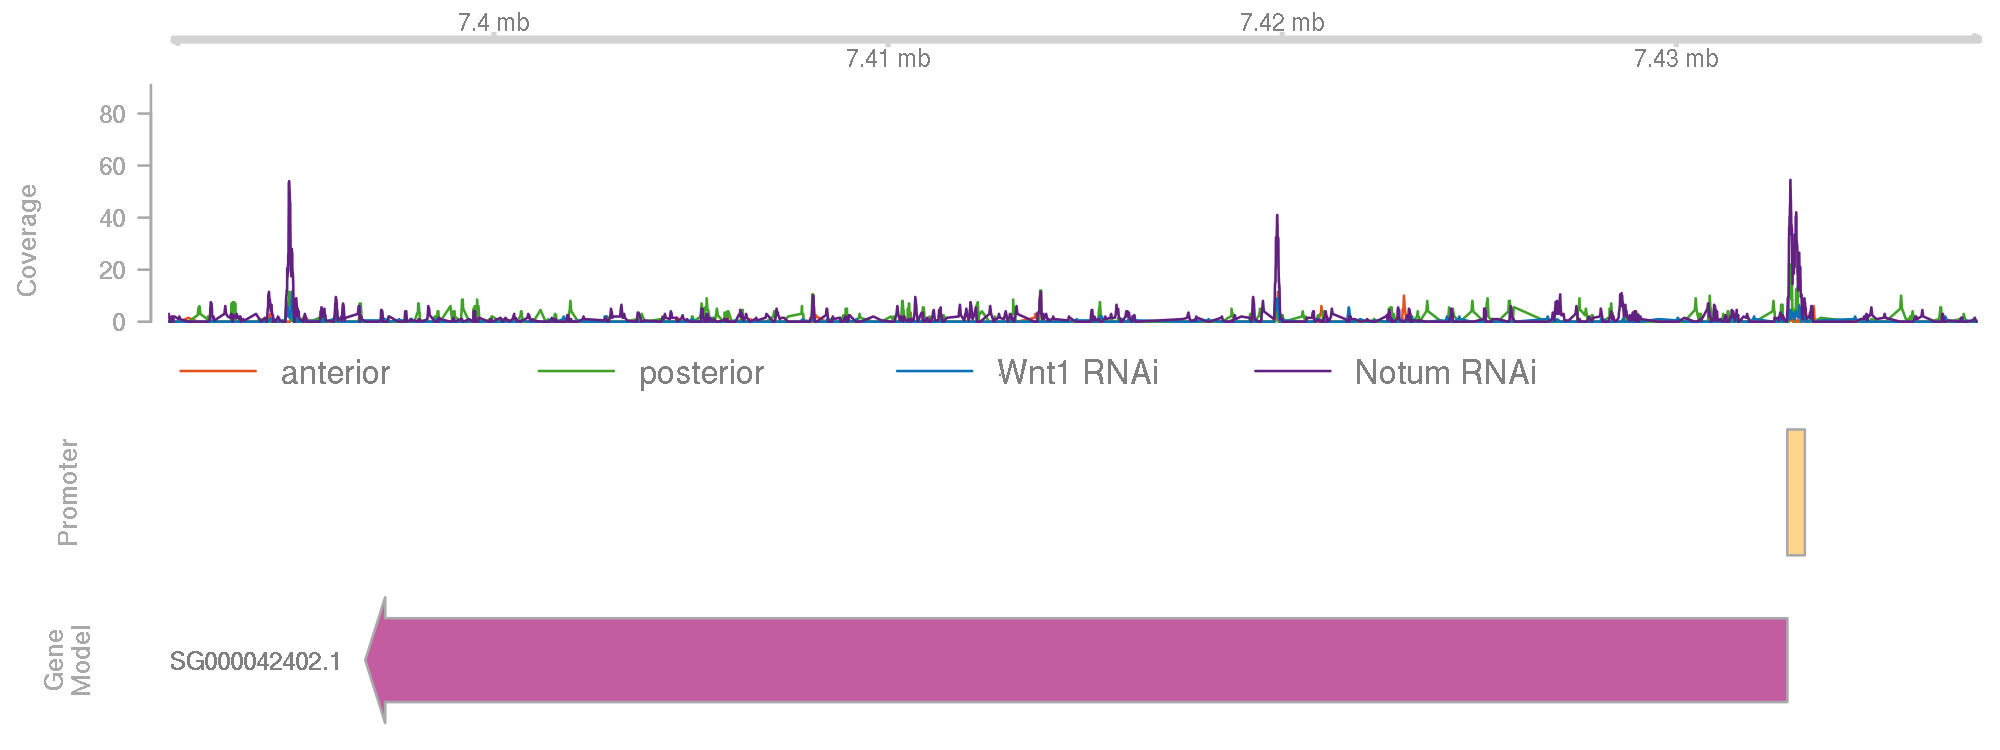 7.4 mb
7.42 mb
7.41 mb
7.43 mb
Coverage
80
60
40
20
0
anterior
posterior
Wnt1 RNAi
Notum RNAi
Promoter
Gene
Model
SG000042402.1